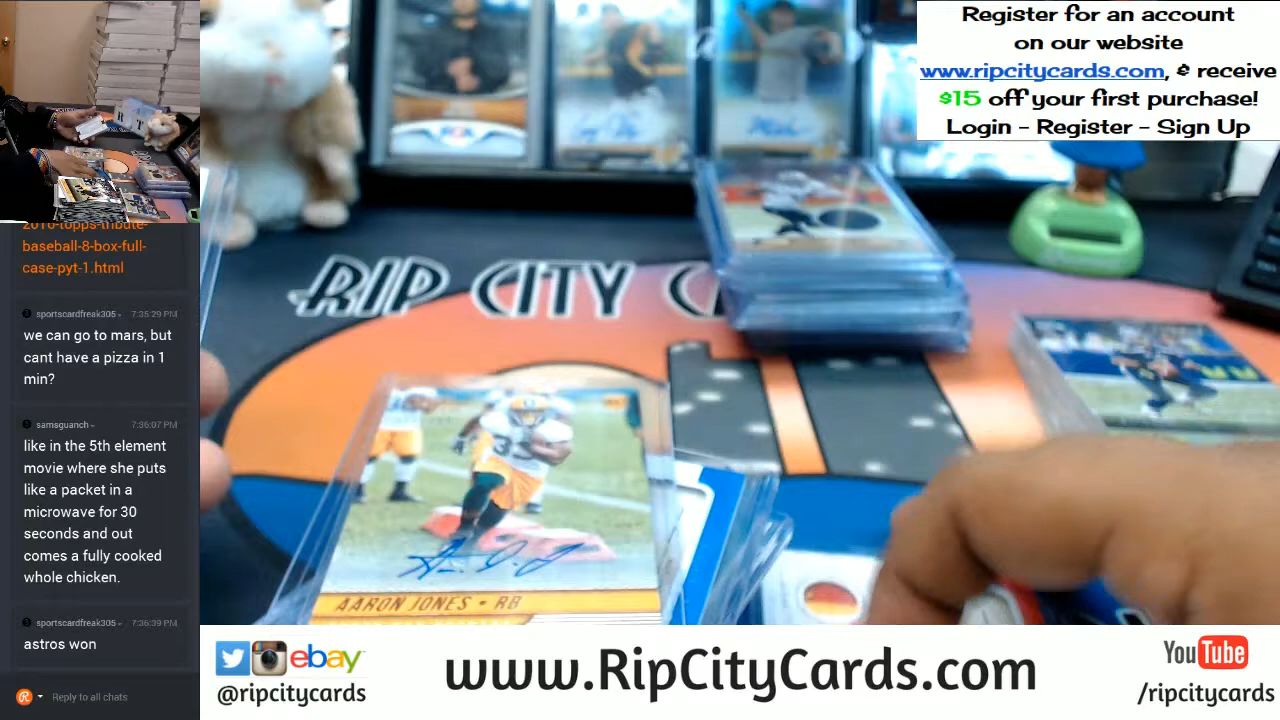 Register for an account
on our website
www.ripcitycards.com, & receive
$15 off your first purchase!
Login - Register - Sign Up
baseball-8-box-full-
case-pyt-1.html
sportscardfreak305 7:35:29 PM
we can go to mars, but
cant have a pizza in 1
min?
samsguanch 7:36:07 PM
like in the 5th element
movie where she puts
like a packet in a
microwave for 30
seconds and out
comes a fully cooked
whole chicken.
sportscardfreak305 7:36:39 PM
astros won
Reply to all chats
RIP CITY C
AARON JONES • RB
ebay
@ripcitycards
www.RipCityCards.com
YouTube
/ripcitycards